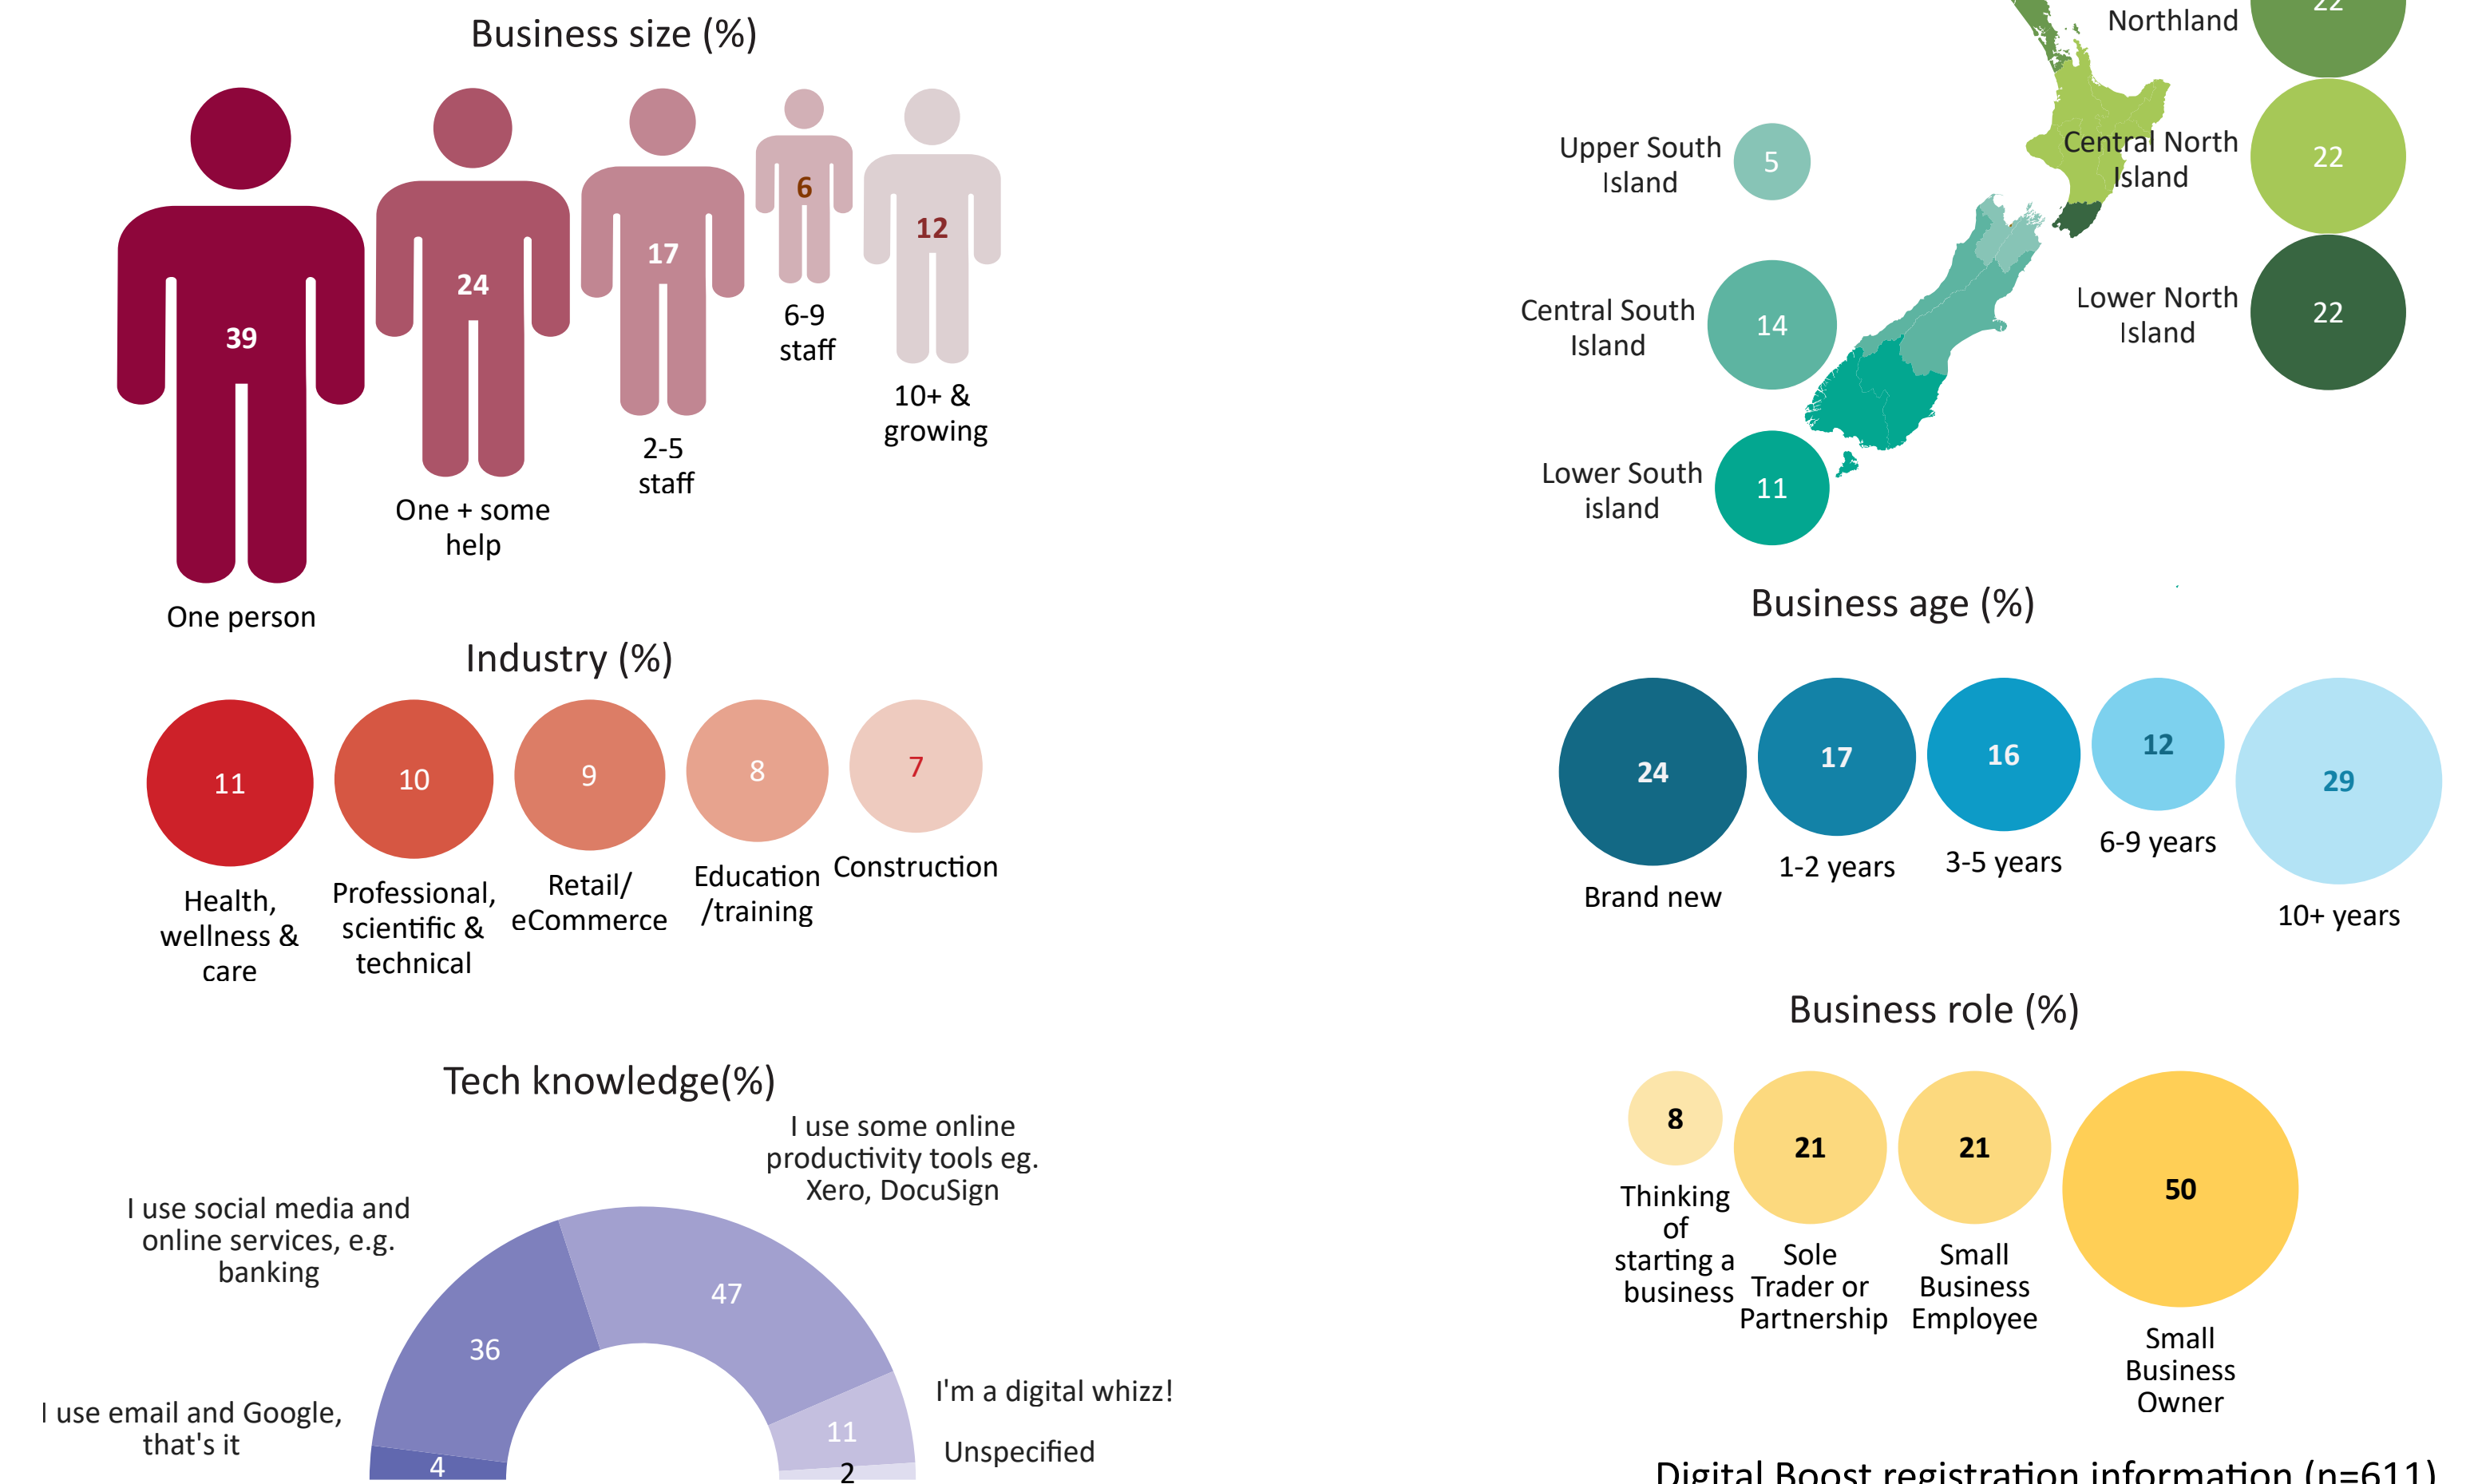 Business size (%)
39
24
17
6
12
One person
One + some
help
2-5
staff
6-9
staff
10+ &
growing
Industry (%)
11
10
9
8
7
Health,
wellness &
care
Professional,
scientific &
technical
Retail/
eCommerce
Education
/training
Construction
Tech knowledge(%)
I use some online
productivity tools eg.
Xero, DocuSign
I use social media and
online services, e.g.
banking
47
36
I'm a digital whizz!
11
I use email and Google,
that's it
4
Unspecified
2
Northland
22
Central North
Island
22
Lower North
Island
22
Upper South
Island
5
Central South
Island
14
Lower South
island
11
Business age (%)
24
17
16
12
29
Brand new
1-2 years
3-5 years
6-9 years
10+ years
Business role (%)
8
21
21
50
Thinking
of
starting a
business
Sole
Trader or
Partnership
Small
Business
Employee
Small
Business
Owner
Digital Boost registration information (n=611)